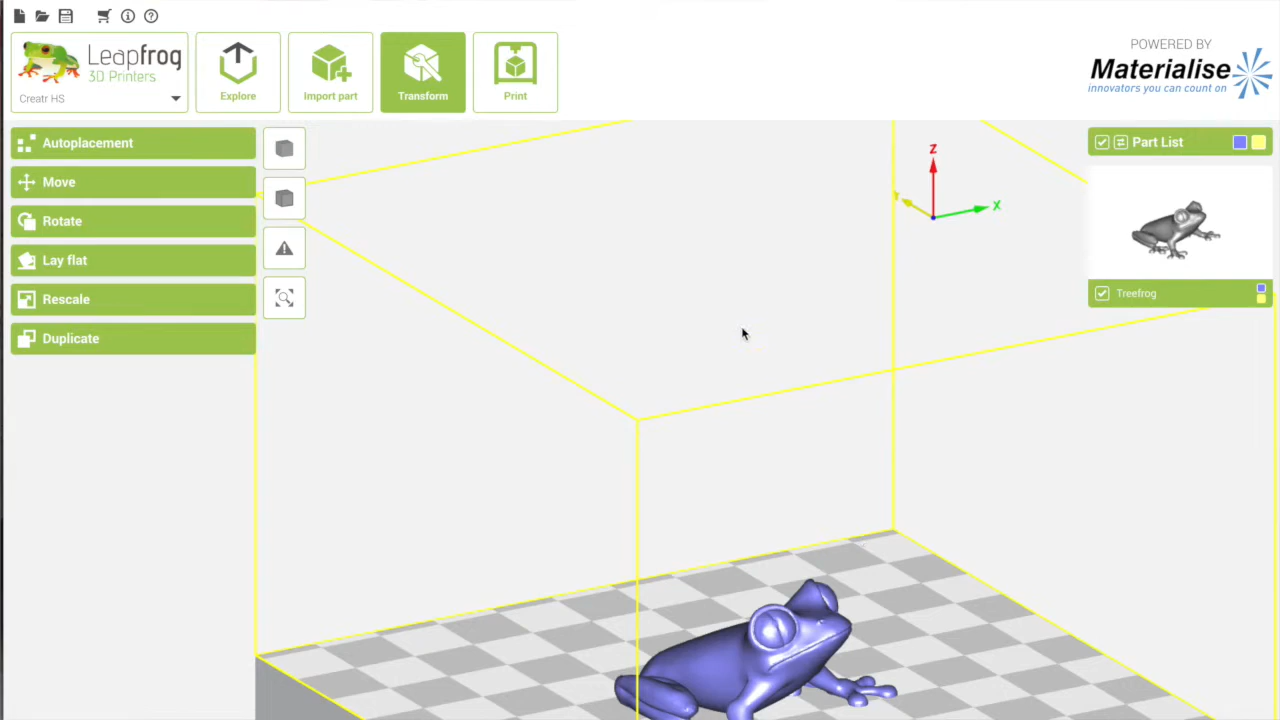 Leapfrog
3D Printers
Creatr HS
Explore
Import part
Transform
Print
POWERED BY
Materialise
innovators you can count on
Autoplacement
Move
Rotate
Lay flat
Rescale
Duplicate
Z
X
Part List
Treefrog